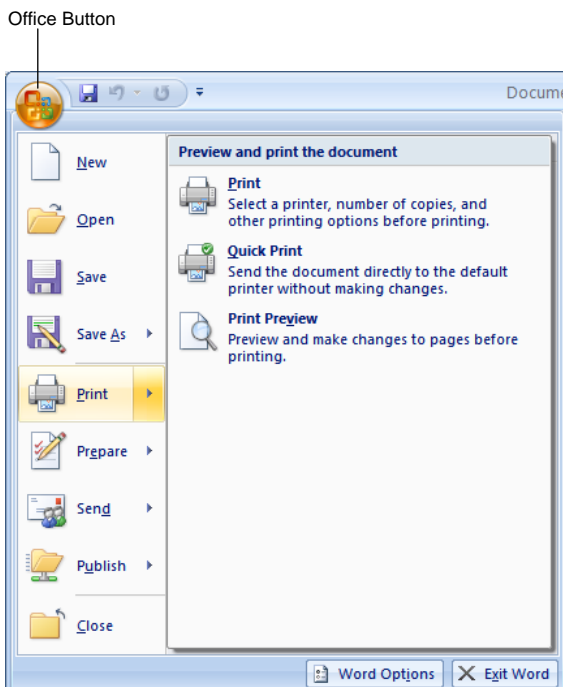 Office Button
Docume
New
Open
Save
Save As
Print
Prepare
Send
Publish
Close
Preview and print the document
Print
Select a printer, number of copies, and
other printing options before printing.
Quick Print
Send the document directly to the default
printer without making changes.
Print Preview
Preview and make changes to pages before
printing.
Word Options
Exit Word